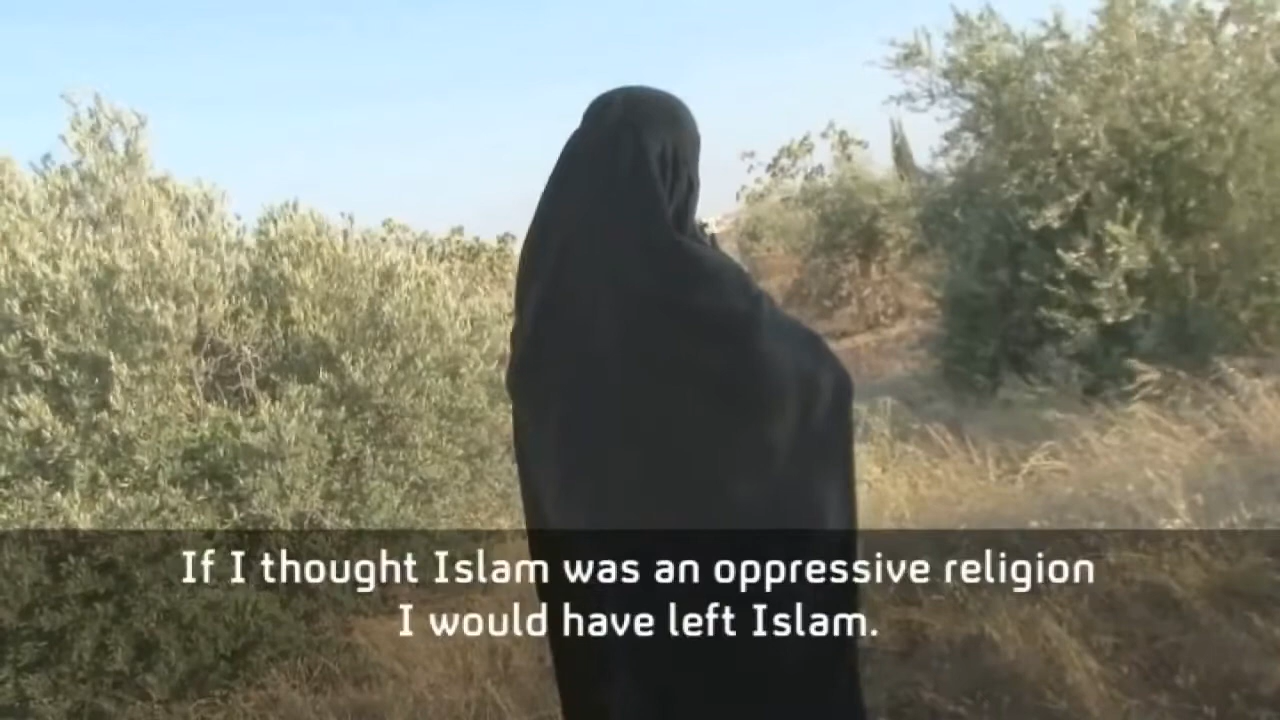 If I thought Islam was an oppressive religion
I would have left Islam.